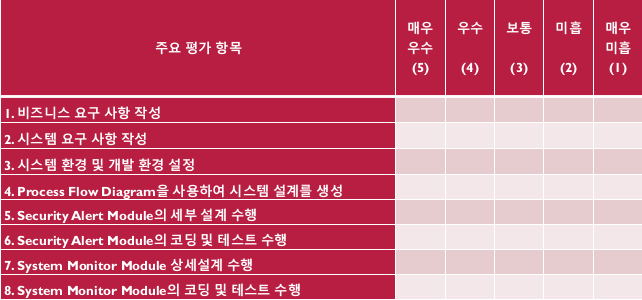 주요 평가 항목
매우 우수 (5)
우수 (4)
보통 (3)
미흡 (2)
매우 미흡 (1)
1. 비즈니스 요구 사항 작성
2. 시스템 요구 사항 작성
3. 시스템 환경 및 개발 환경 설정
4. Process Flow Diagram을 사용하여 시스템 설계를 생성
5. Security Alert Module의 세부 설계 수행
6. Security Alert Module의 코딩 및 테스트 수행
7. System Monitor Module 상세설계 수행
8. System Monitor Module의 코딩 및 테스트 수행